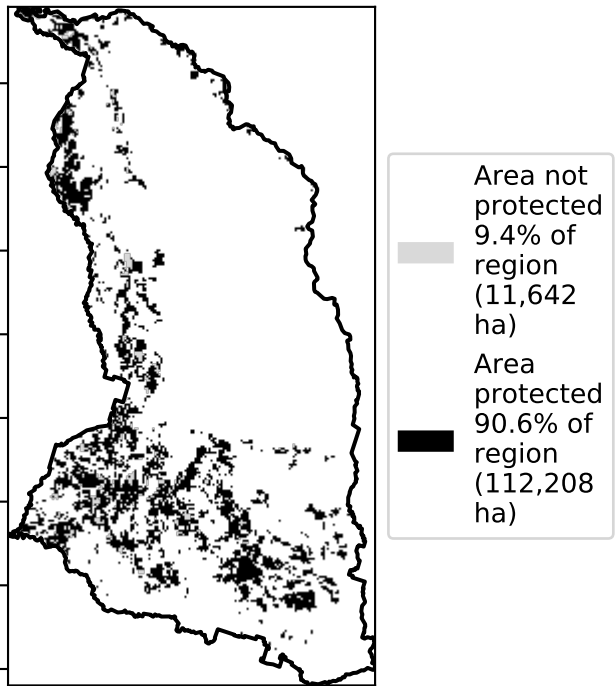 Area not
protected
9.4% of
region
(11,642
ha)
Area
protected
90.6% of
region
(112,208
ha)